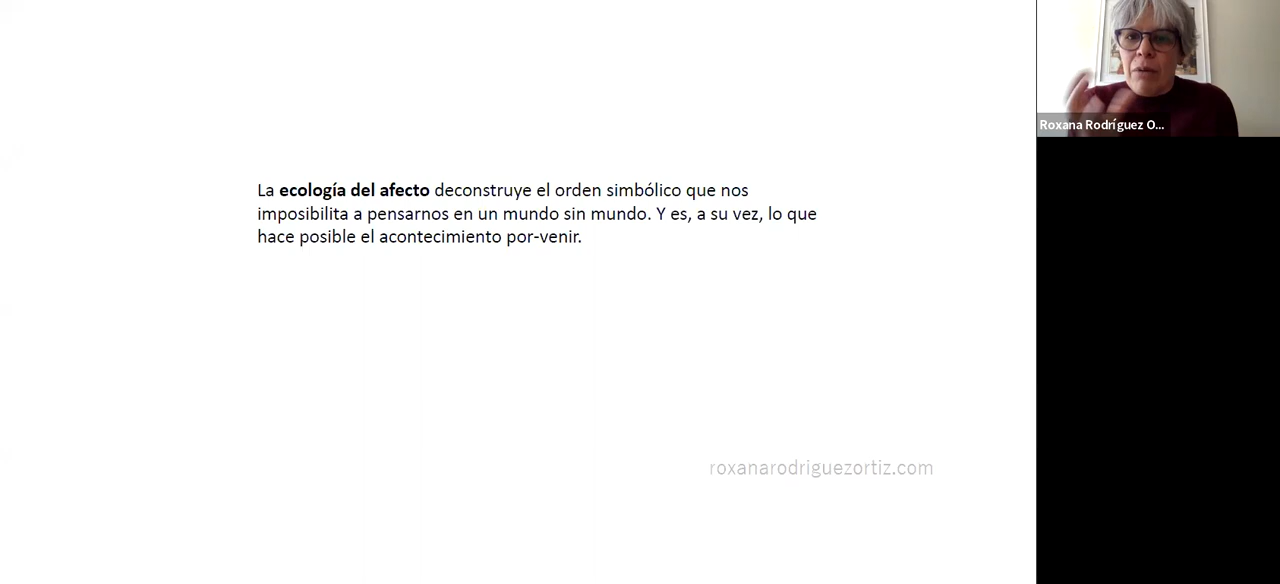 Roxana Rodríguez O...
La ecología del afecto deconstruye el orden simbólico que nos
imposibilita a pensarnos en un mundo sin mundo. Y es, a su vez, lo que
hace posible el acontecimiento por-venir.
roxanarodriguezortiz.com